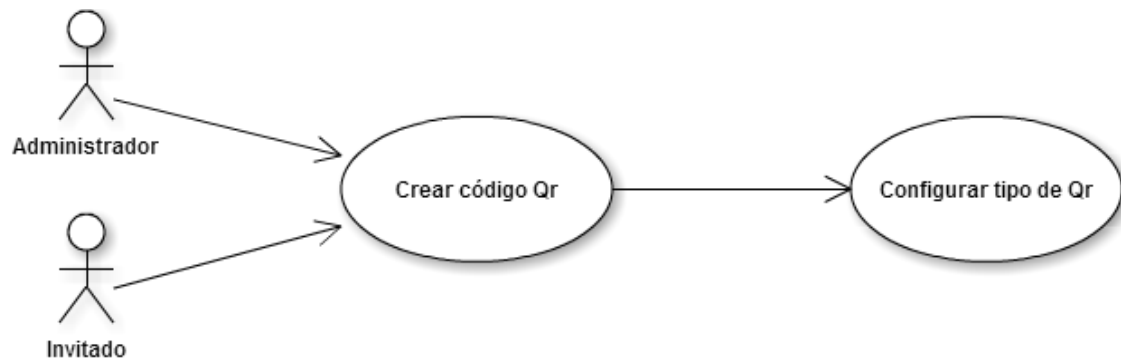 Administrador
Crear código Qr
Configurar tipo de Qr
Invitado